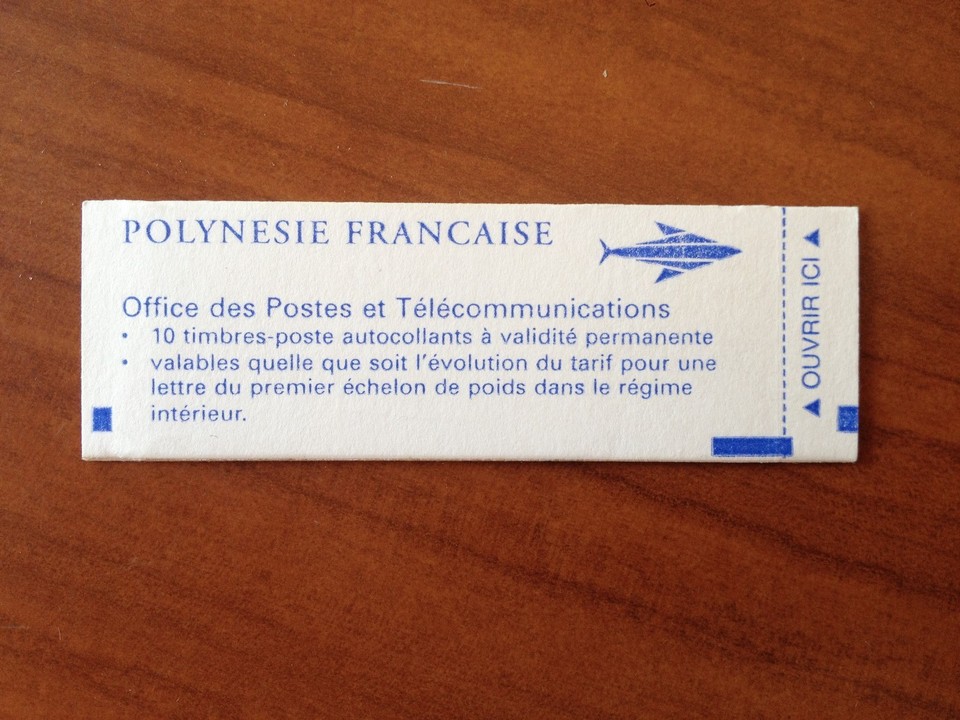 POLYNESIE FRANCAISE
Office des Postes et Télécommunications
• 10 timbres-poste autocollants à validité permanente
• valables quelle que soit l'évolution du tarif pour une
lettre du premier échelon de poids dans le régime
intérieur.
▲ OUVRIR ICI ▲